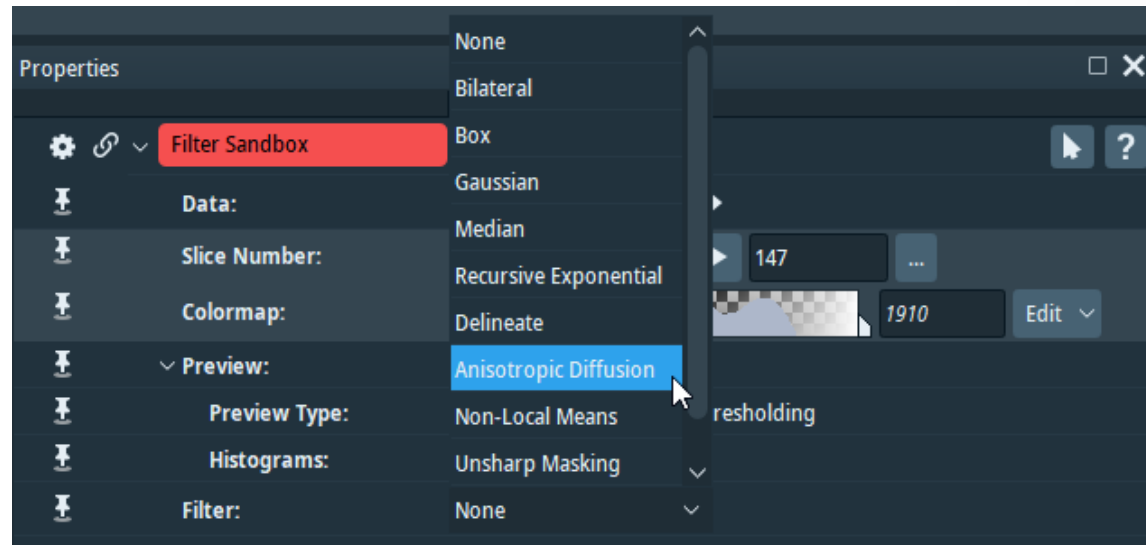 None
Properties
Bilateral
Filter Sandbox
Box
?
Gaussian
Data:
Median
Slice Number:
147
...
Recursive Exponential
Colormap:
1910
Edit
Delineate
Preview:
Anisotropic Diffusion
Preview Type:
Non-Local Means
resholding
Histograms:
Unsharp Masking
Filter:
None